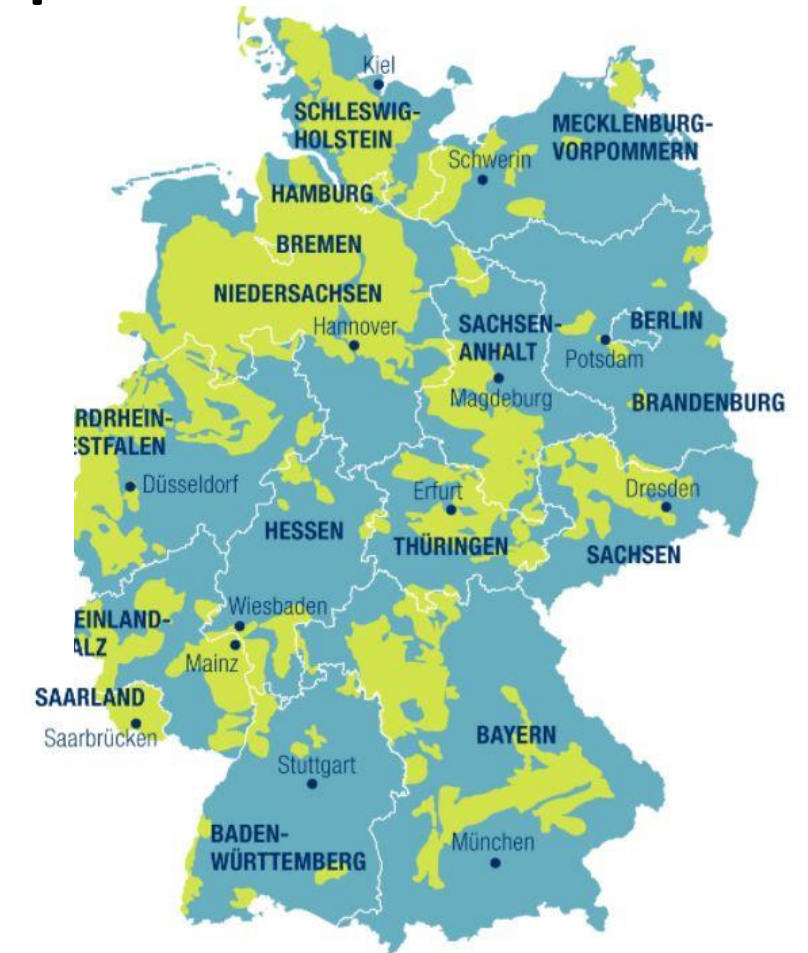 Kiel
SCHLESWIG-
HOLSTEIN
MECKLENBURG-
VORPOMMERN
Schwerin
HAMBURG
BREMEN
NIEDERSACHSEN
Hannover
SACHSEN-
ANHALT
BERLIN
Potsdam
Magdeburg
BRANDENBURG
RDRHEIN-
STFALEN
Düsseldorf
Erfurt
Dresden
HESSEN
THÜRINGEN
SACHSEN
Wiesbaden
EINLAND-
ALZ
Mainz
SAARLAND
Saarbrücken
BAYERN
Stuttgart
BADEN-
WÜRTTEMBERG
München